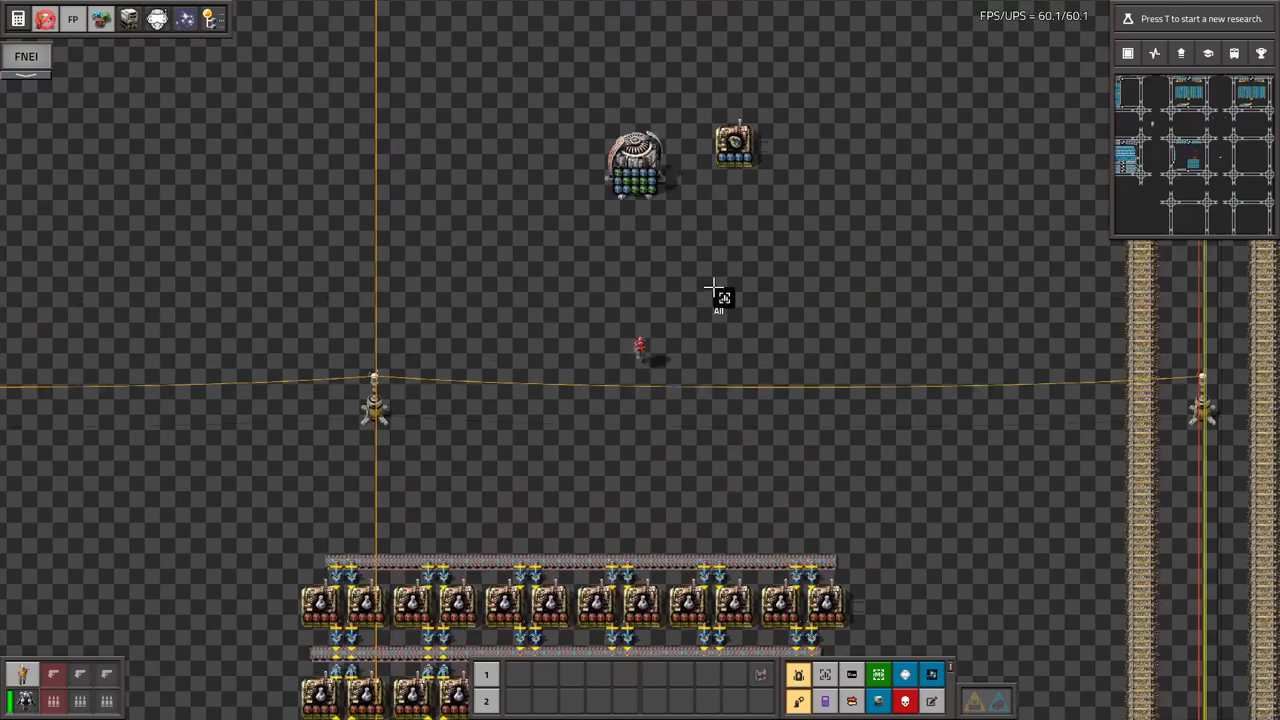 FP
FPS/UPS = 60.1/60.1
Press T to start a new research.
FNEI
All
1
2